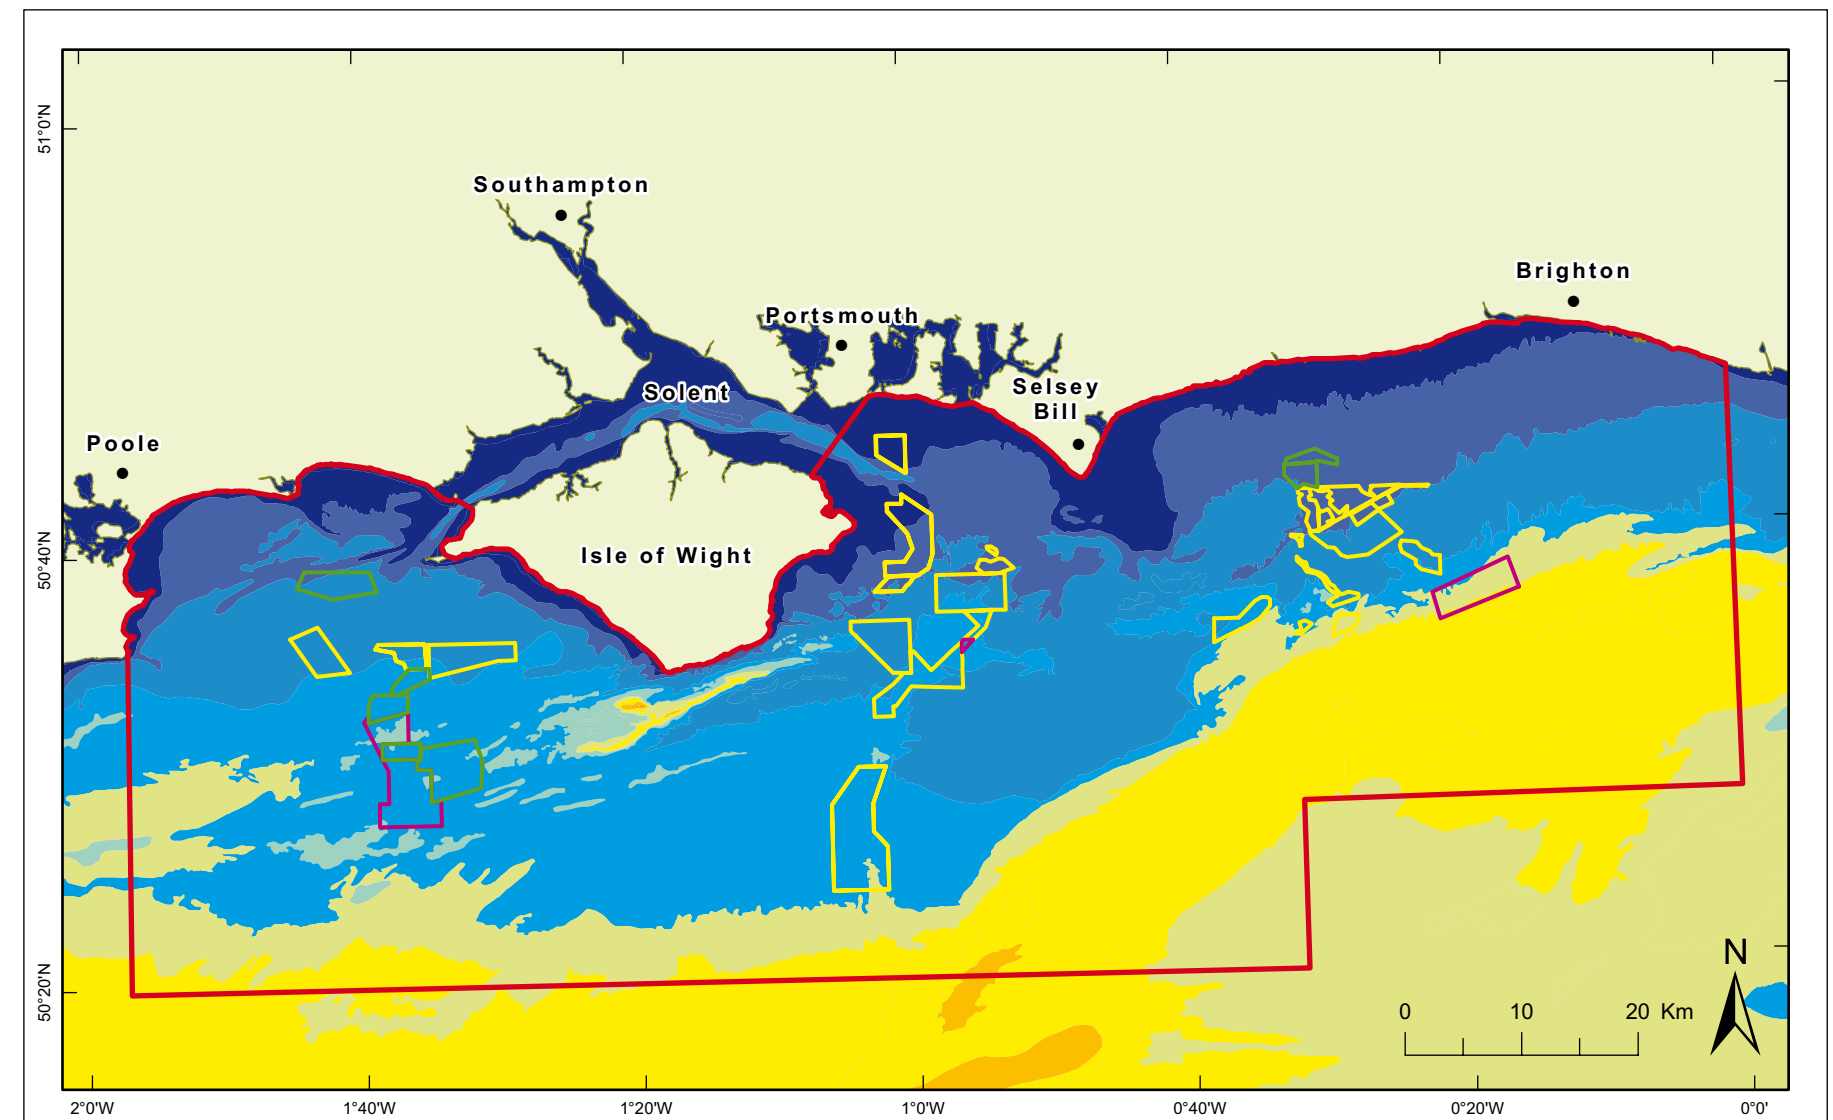 51°0'N
Southampton
Brighton
Portsmouth
Selsey
Bill
Solent
Poole
Isle of Wight
50°40'N
N
50°20'N
0 10 20 Km
2°0'W 1°40'W 1°20'W 1°0'W 0°40'W 0°20'W 0°0'